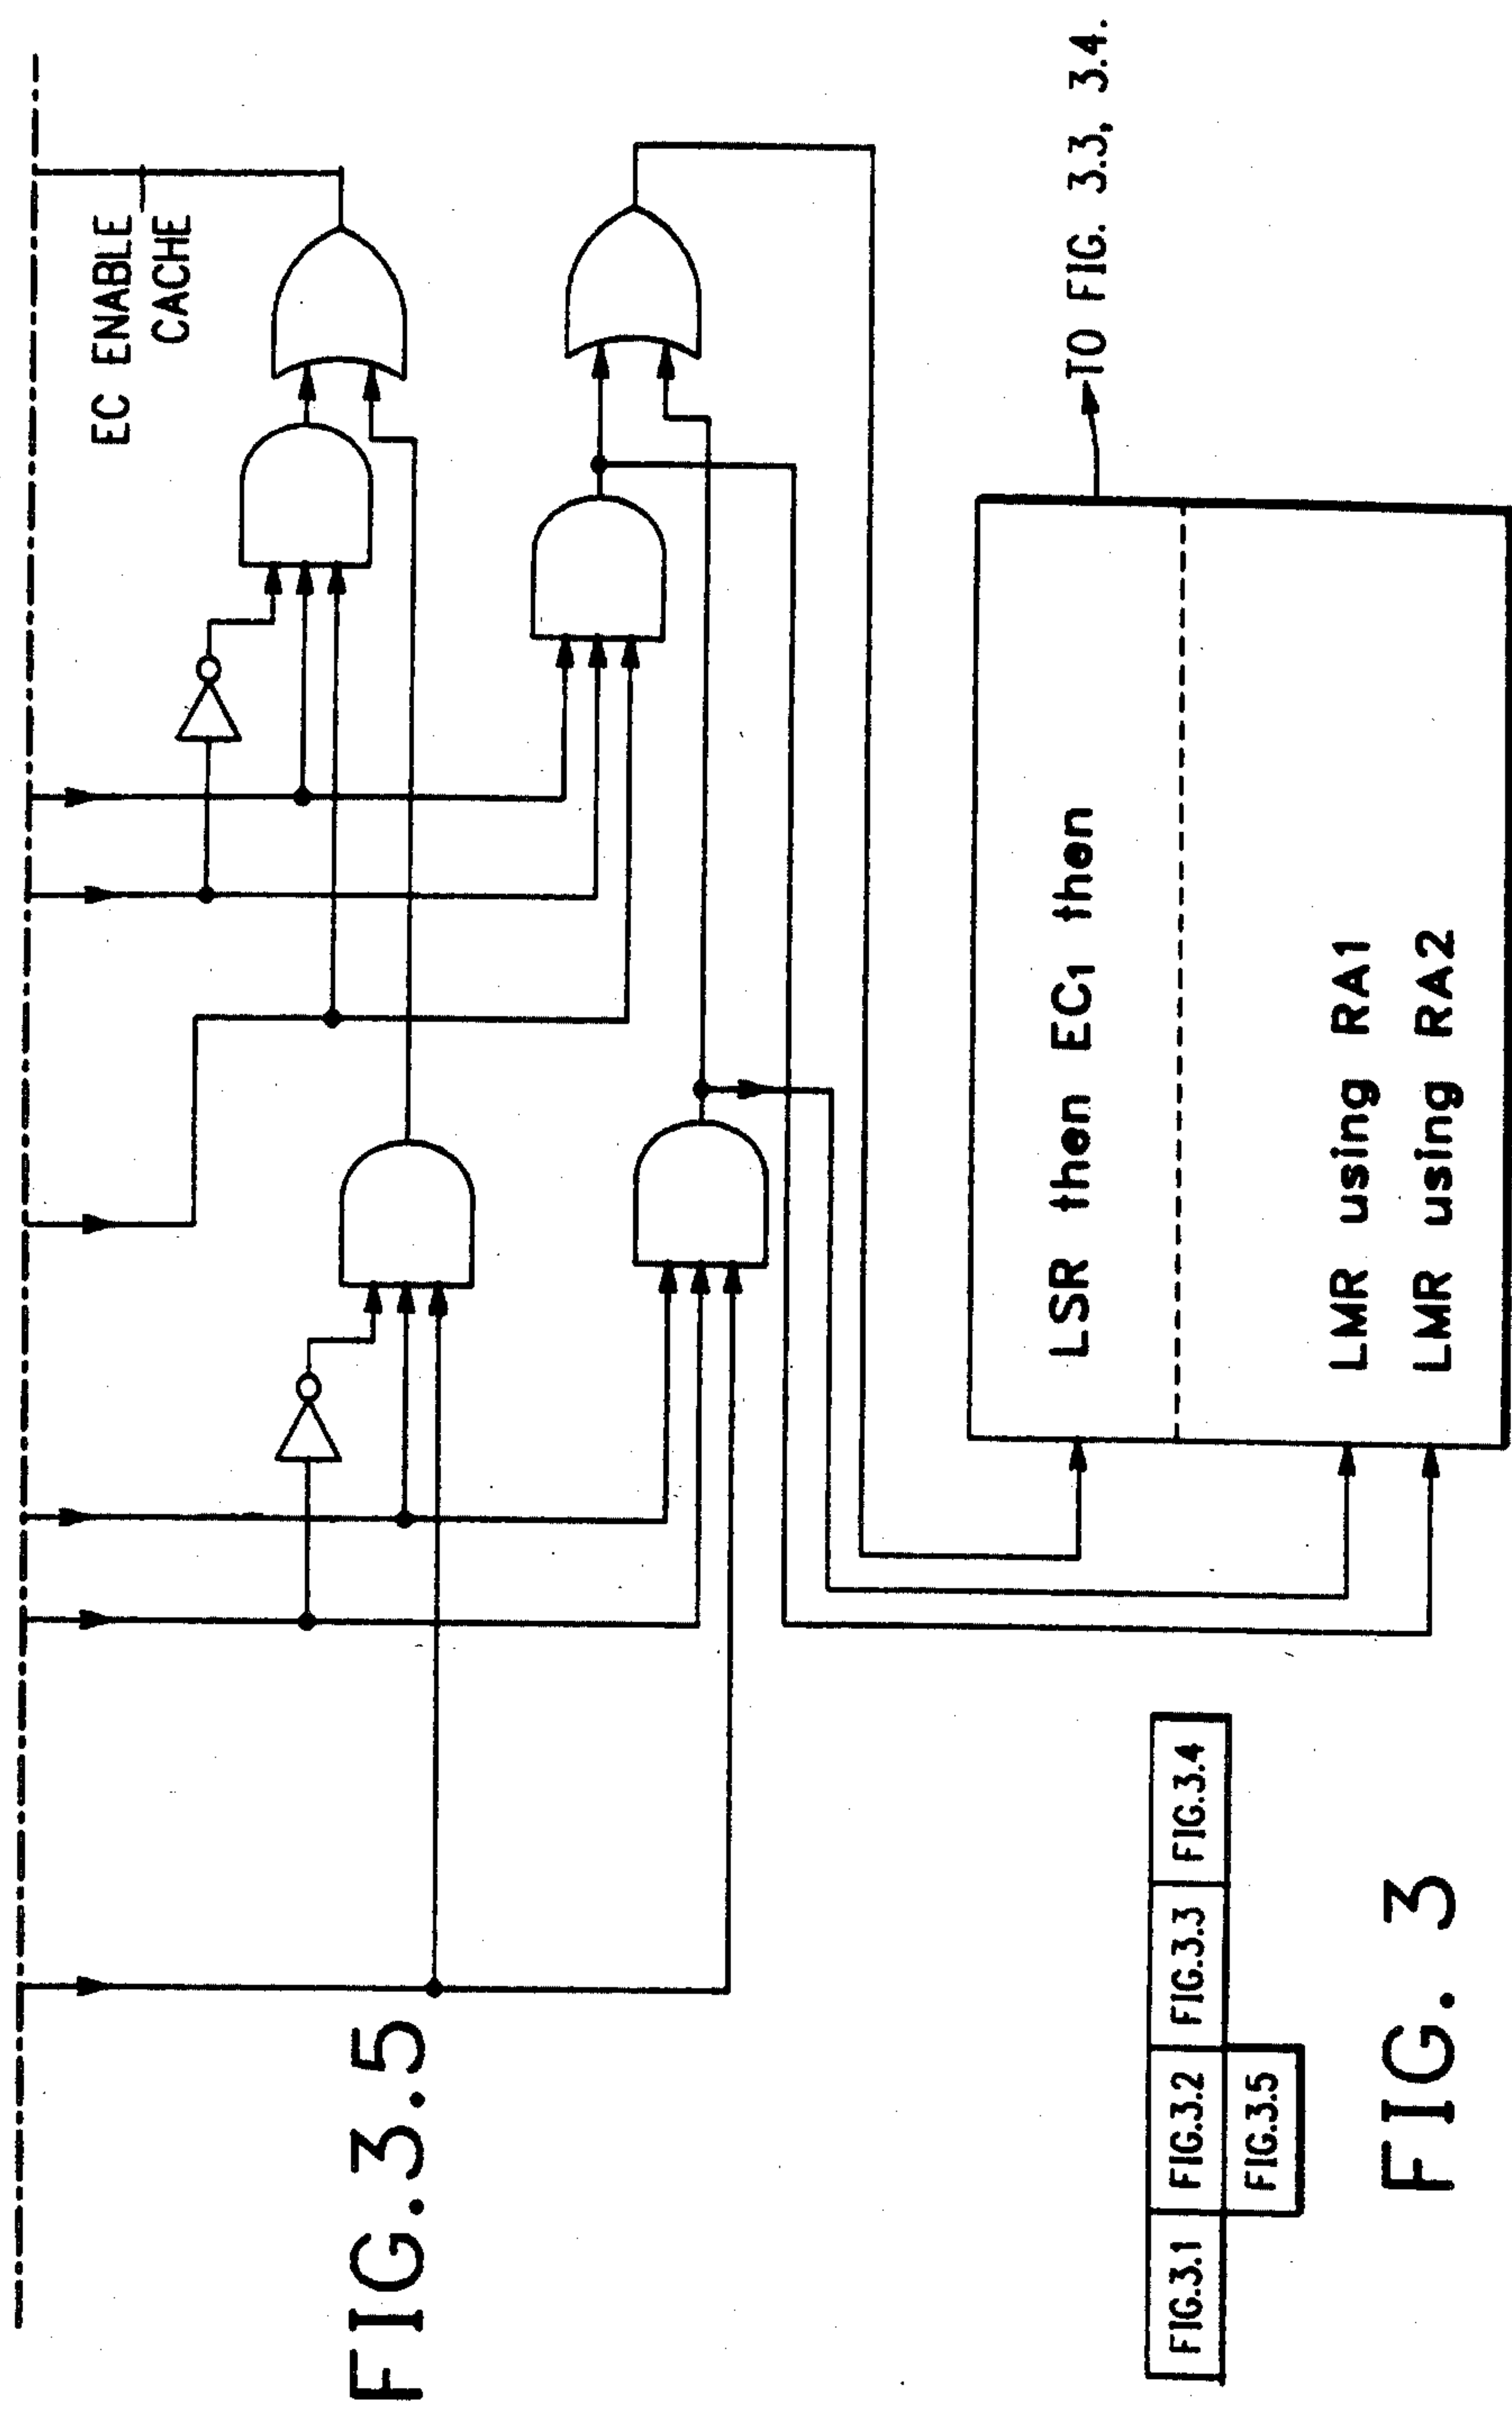 EC ENABLE
CACHE
FIG.3.5
LSR then EC1 then
TO FIG. 3.3, 3.4.
LMR using RA1
LMR using RA2
FIG.3.1 FIG.3.2 FIG.3.3 FIG.3.4
FIG.3.5
FIG. 3